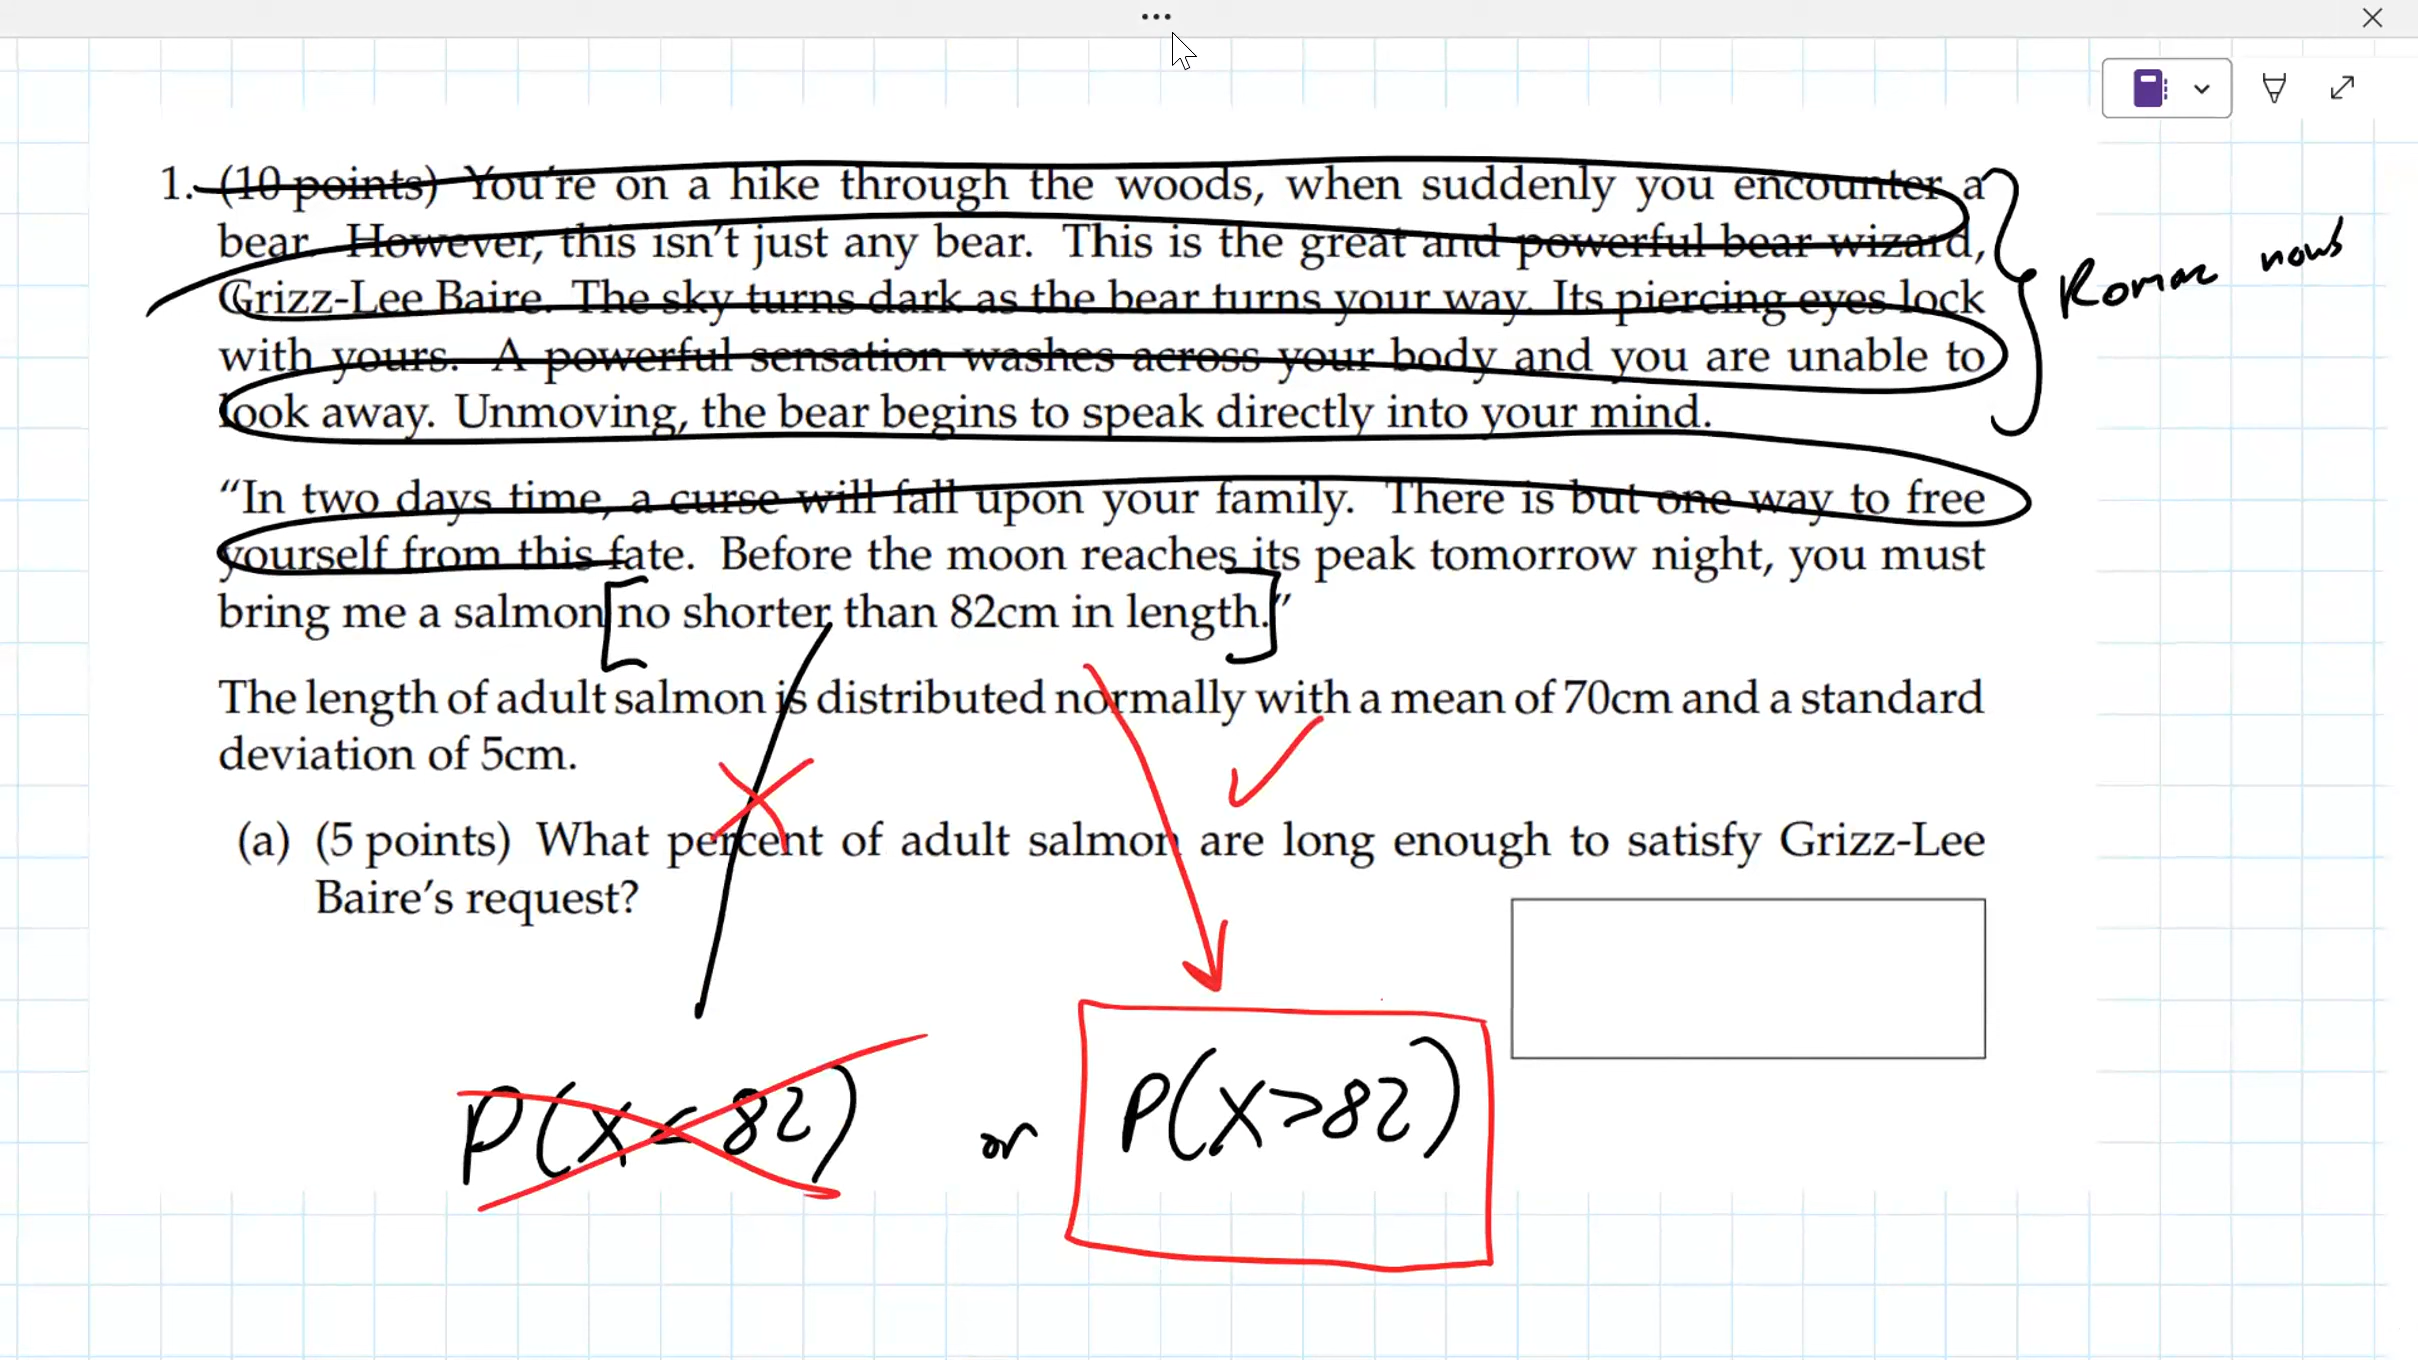 1. (10 points) You're on a hike through the woods, when suddenly you encounter a
bear. However, this isn't just any bear. This is the great and powerful bear wizard,
Grizz-Lee Baire. The sky turns dark as the bear turns your way. Its piercing eyes lock
with yours. A powerful sensation washes across your body and you are unable to
look away. Unmoving, the bear begins to speak directly into your mind.
“In two days time, a curse will fall upon your family. There is but one way to free
yourself from this fate. Before the moon reaches its peak tomorrow night, you must
bring me a salmon [no shorter than 82cm in length.]”
The length of adult salmon is distributed normally with a mean of 70cm and a standard
deviation of 5cm.
(a) (5 points) What percent of adult salmon are long enough to satisfy Grizz-Lee
Baire's request?
P(X<82) or P(X>82)